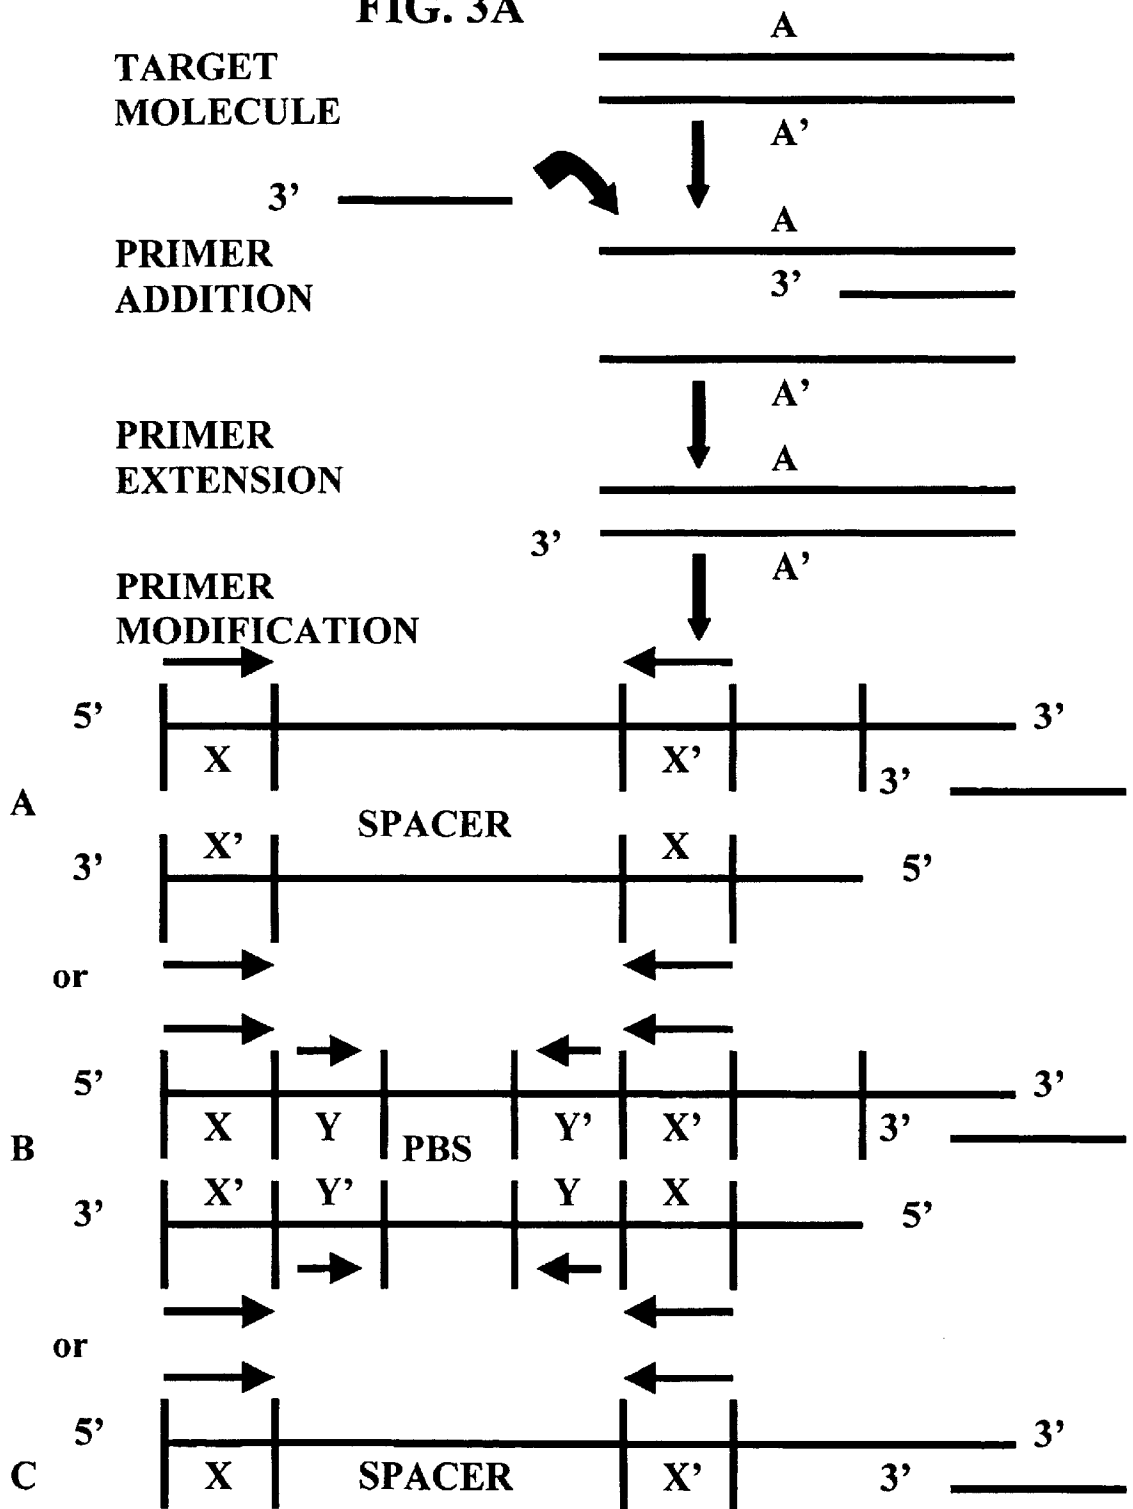 FIG. 3A
A
TARGET
MOLECULE
A’
3’
A
PRIMER
ADDITION
3’
A’
PRIMER
EXTENSION
A
3’
A’
PRIMER
MODIFICATION
5’ 3’
X X’
3’
A
SPACER
X’ X
3’ 5’
or
5’ 3’
X Y Y’ X’ 3’
B PBS
X’ Y’ Y X
3’ 5’
or
5’ 3’
C X SPACER X’ 3’